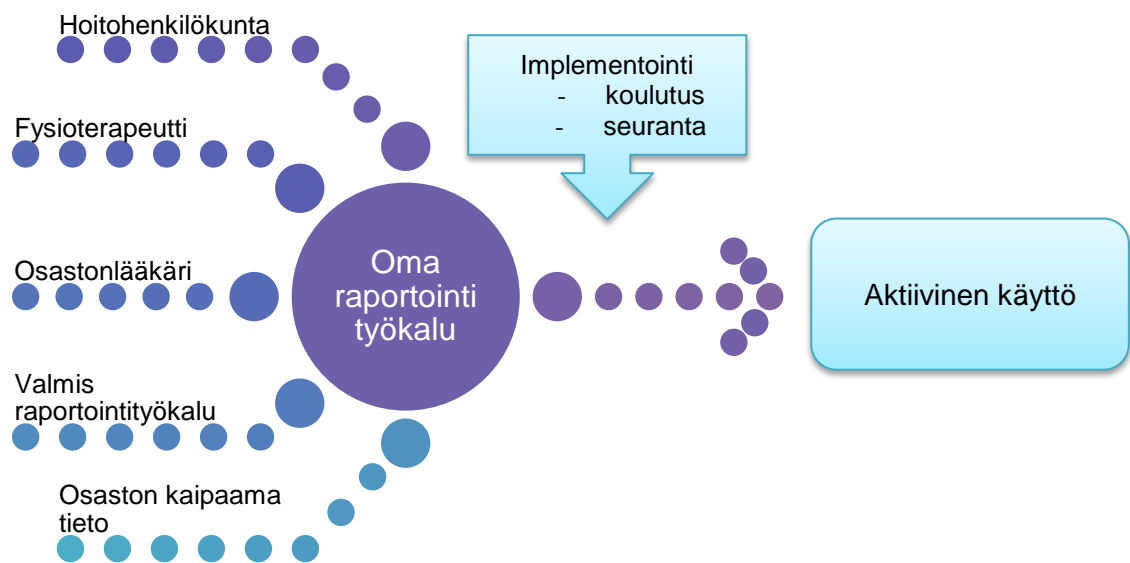 Hoitohenkilökunta
Fysioterapeutti
Osastonlääkäri
Valmis
raportointityökalu
Osaston kaipaama
tieto
Oma
raportointi
työkalu
Implementointi
- koulutus
- seuranta
Aktiivinen käyttö